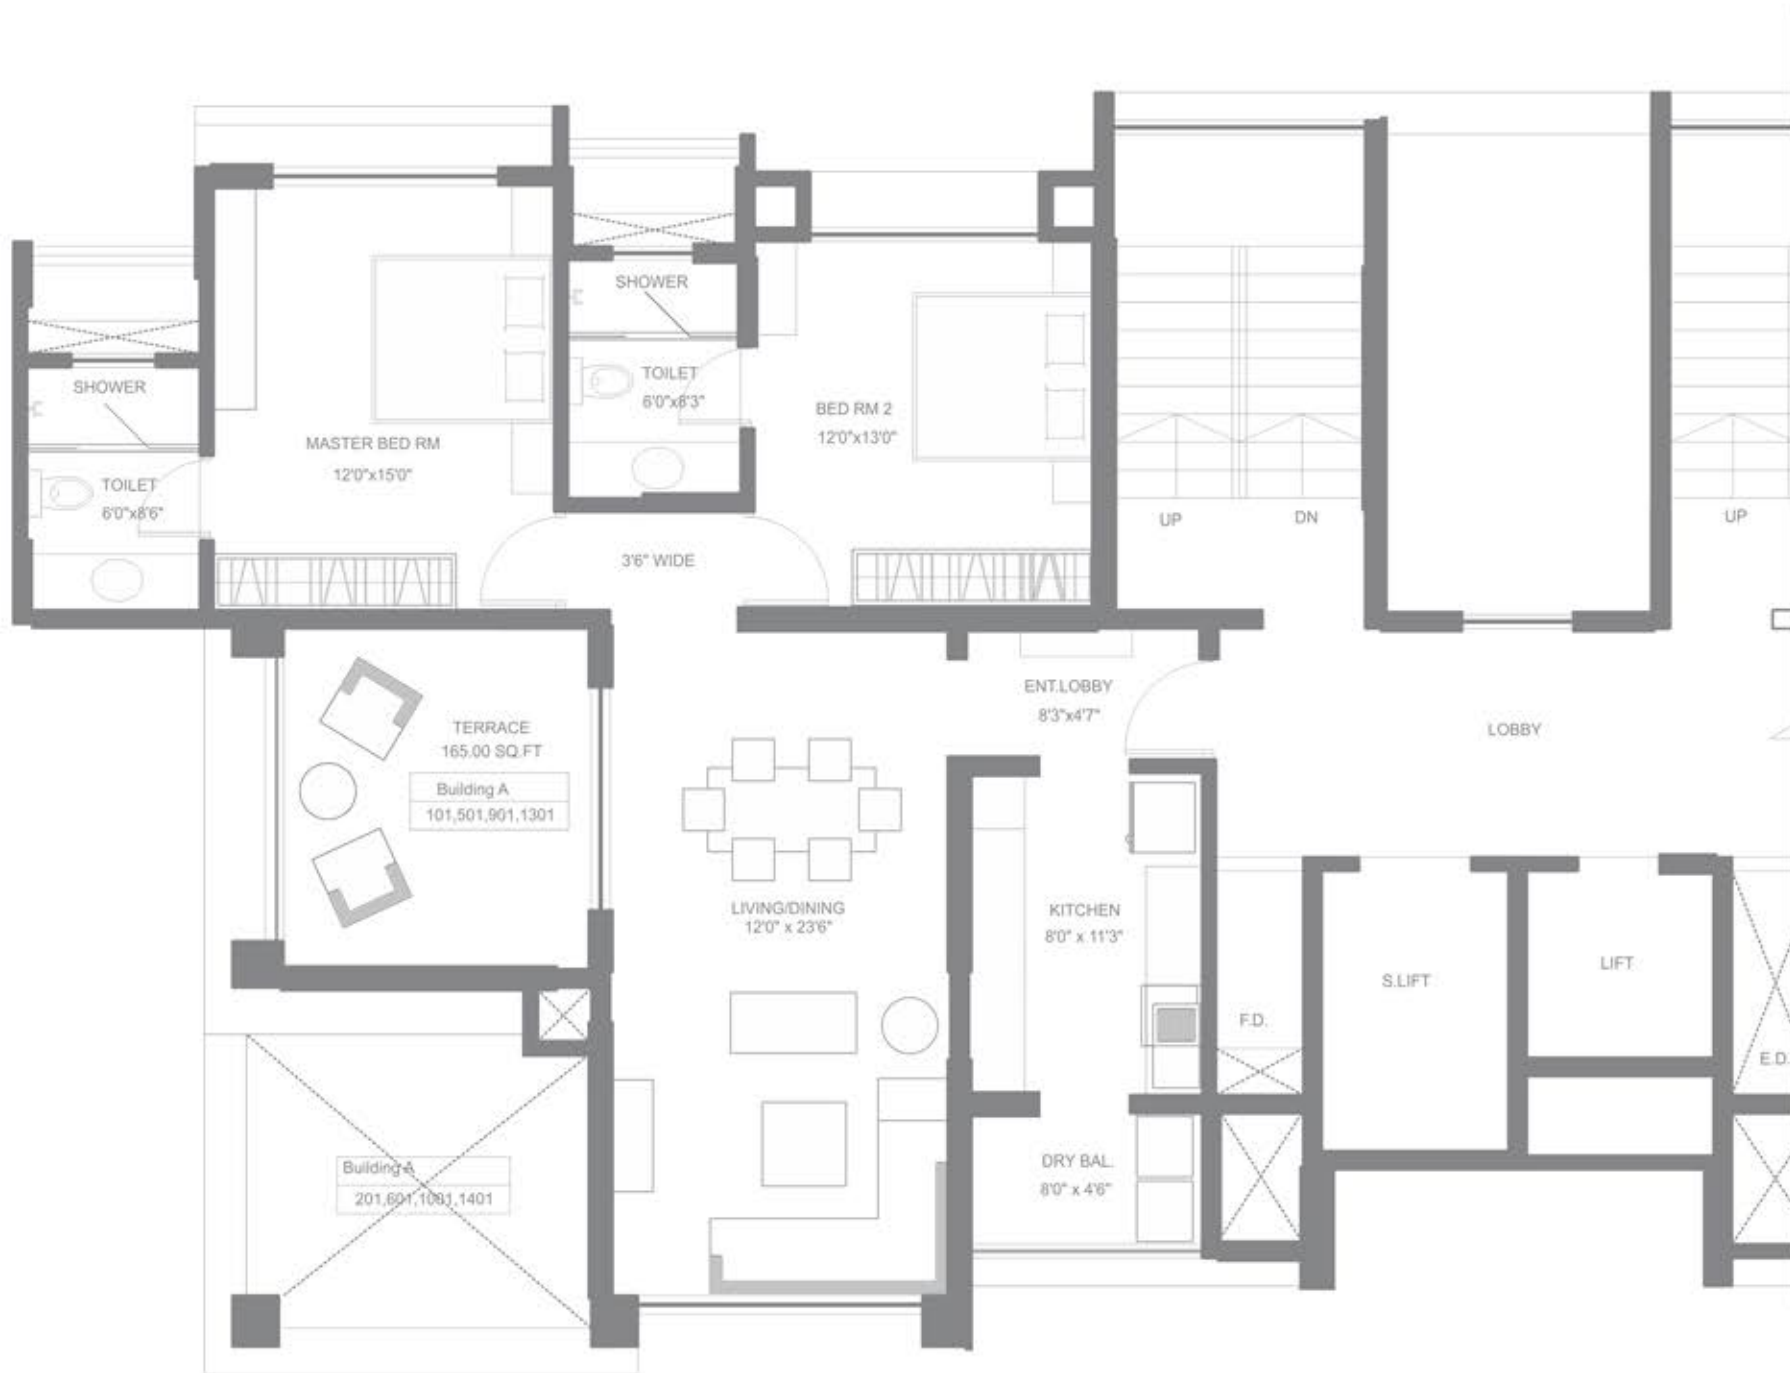 SHOWER
TOILET
6'0"x8'6"
MASTER BED RM
12'0"x15'0"
SHOWER
TOILET
6'0"x8'3"
BED RM 2
12'0"x13'0"
3'6" WIDE
UP
DN
UP
TERRACE
165.00 SQ.FT
Building A
101,501,901,1301
ENT.LOBBY
8'3"x4'7"
LOBBY
LIVING/DINING
12'0" x 23'6"
KITCHEN
8'0" x 11'3"
F.D.
S.LIFT
LIFT
E.D.
Building A
201,601,1001,1401
DRY BAL.
8'0" x 4'6"